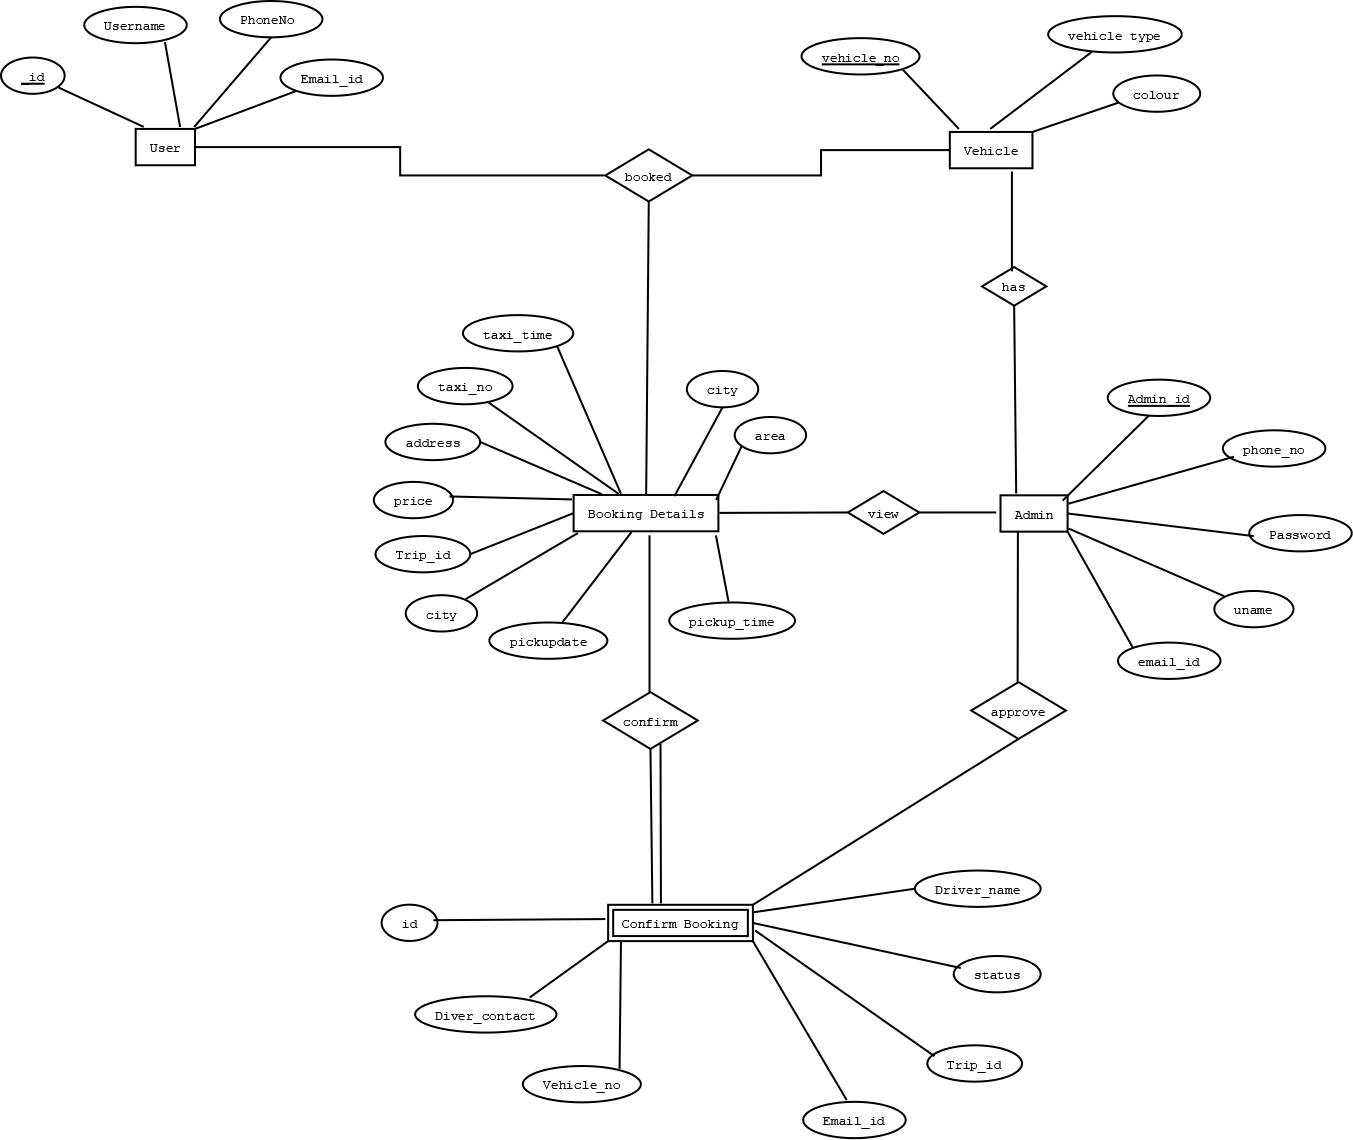 PhoneNo
Username
vehicle type
vehicle_no
_id
Email_id
colour
User
Vehicle
booked
has
taxi_time
taxi_no
city
Admin_id
address
area
phone_no
price
Booking Details
view
Admin
Password
Trip_id
city
pickupdate
pickup_time
uname
email_id
confirm
approve
Driver_name
id
Confirm Booking
status
Diver_contact
Trip_id
Vehicle_no
Email_id